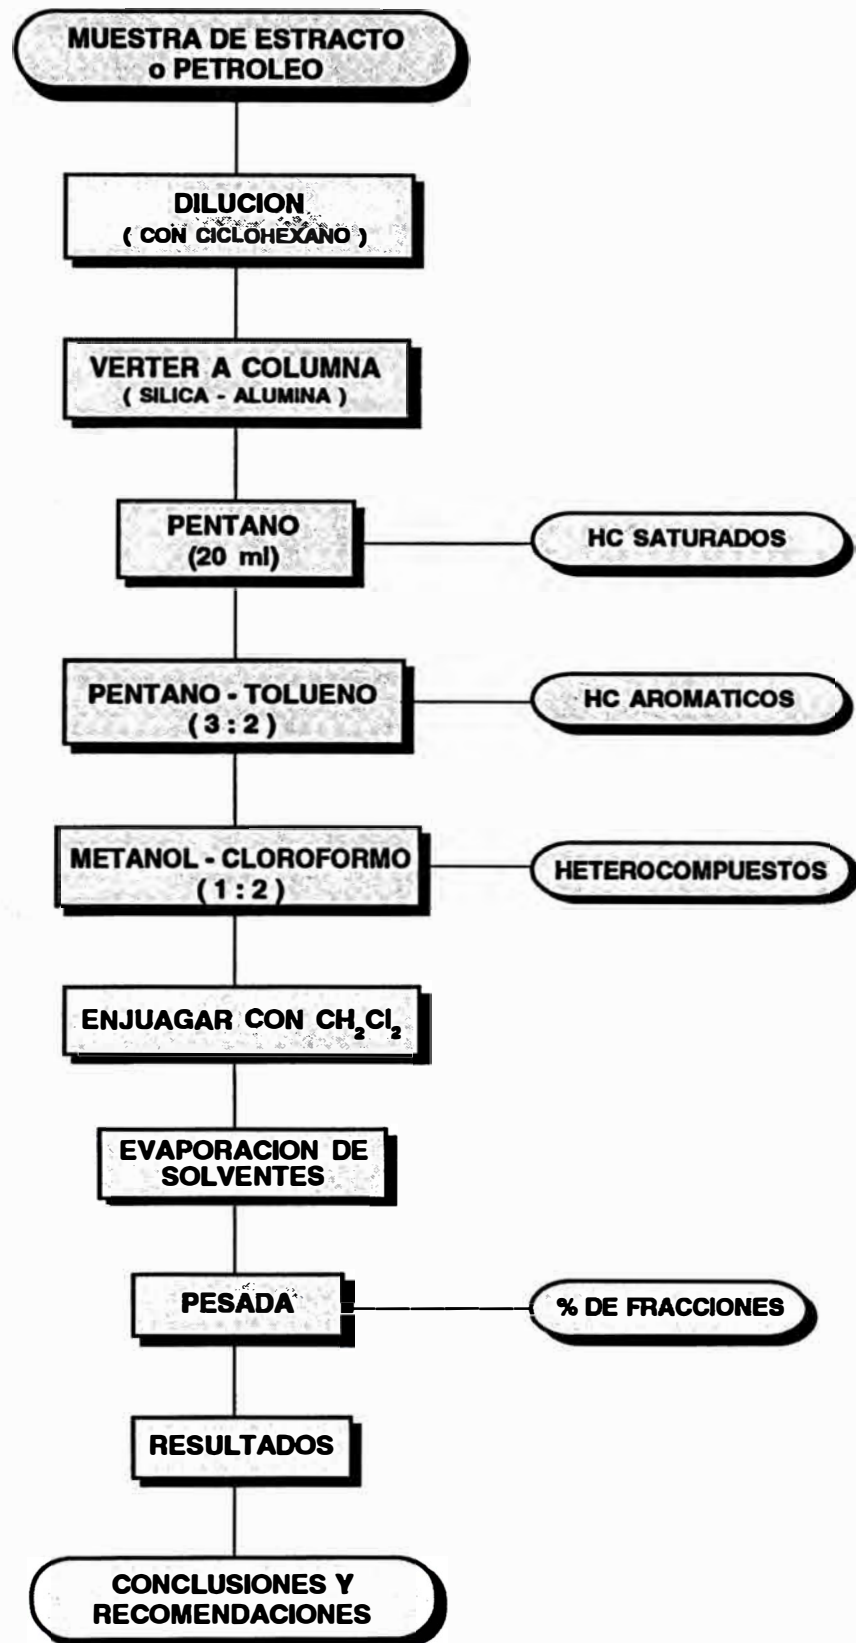 MUESTRA DE ESTRACTO
o PETROLEO
DILUCION
( CON CICLOHEXANO )
VERTER A COLUMNA
( SILICA - ALUMINA )
PENTANO
(20 ml)
HC SATURADOS
PENTANO - TOLUENO
( 3 : 2 )
HC AROMATICOS
METANOL - CLOROFORMO
( 1 : 2 )
HETEROCOMPUESTOS
ENJUAGAR CON CH₂Cl₂
EVAPORACION DE
SOLVENTES
PESADA
% DE FRACCIONES
RESULTADOS
CONCLUSIONES Y
RECOMENDACIONES